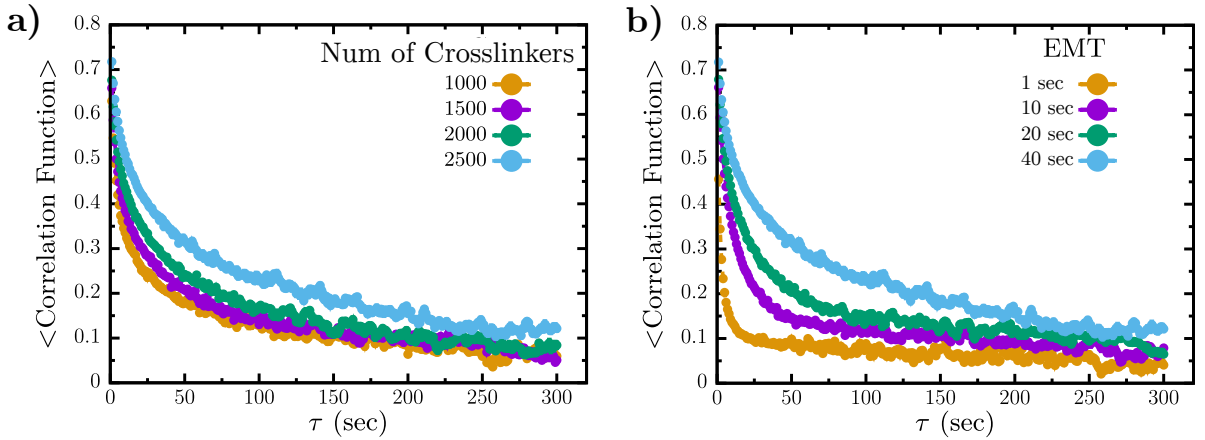 a)
<Correlation Function>
0.8
0.7
0.6
0.5
0.4
0.3
0.2
0.1
0
Num of Crosslinkers
1000
1500
2000
2500
0 50 100 150 200 250 300
τ (sec)
b)
<Correlation Function>
0.8
0.7
0.6
0.5
0.4
0.3
0.2
0.1
0
EMT
1 sec
10 sec
20 sec
40 sec
0 50 100 150 200 250 300
τ (sec)